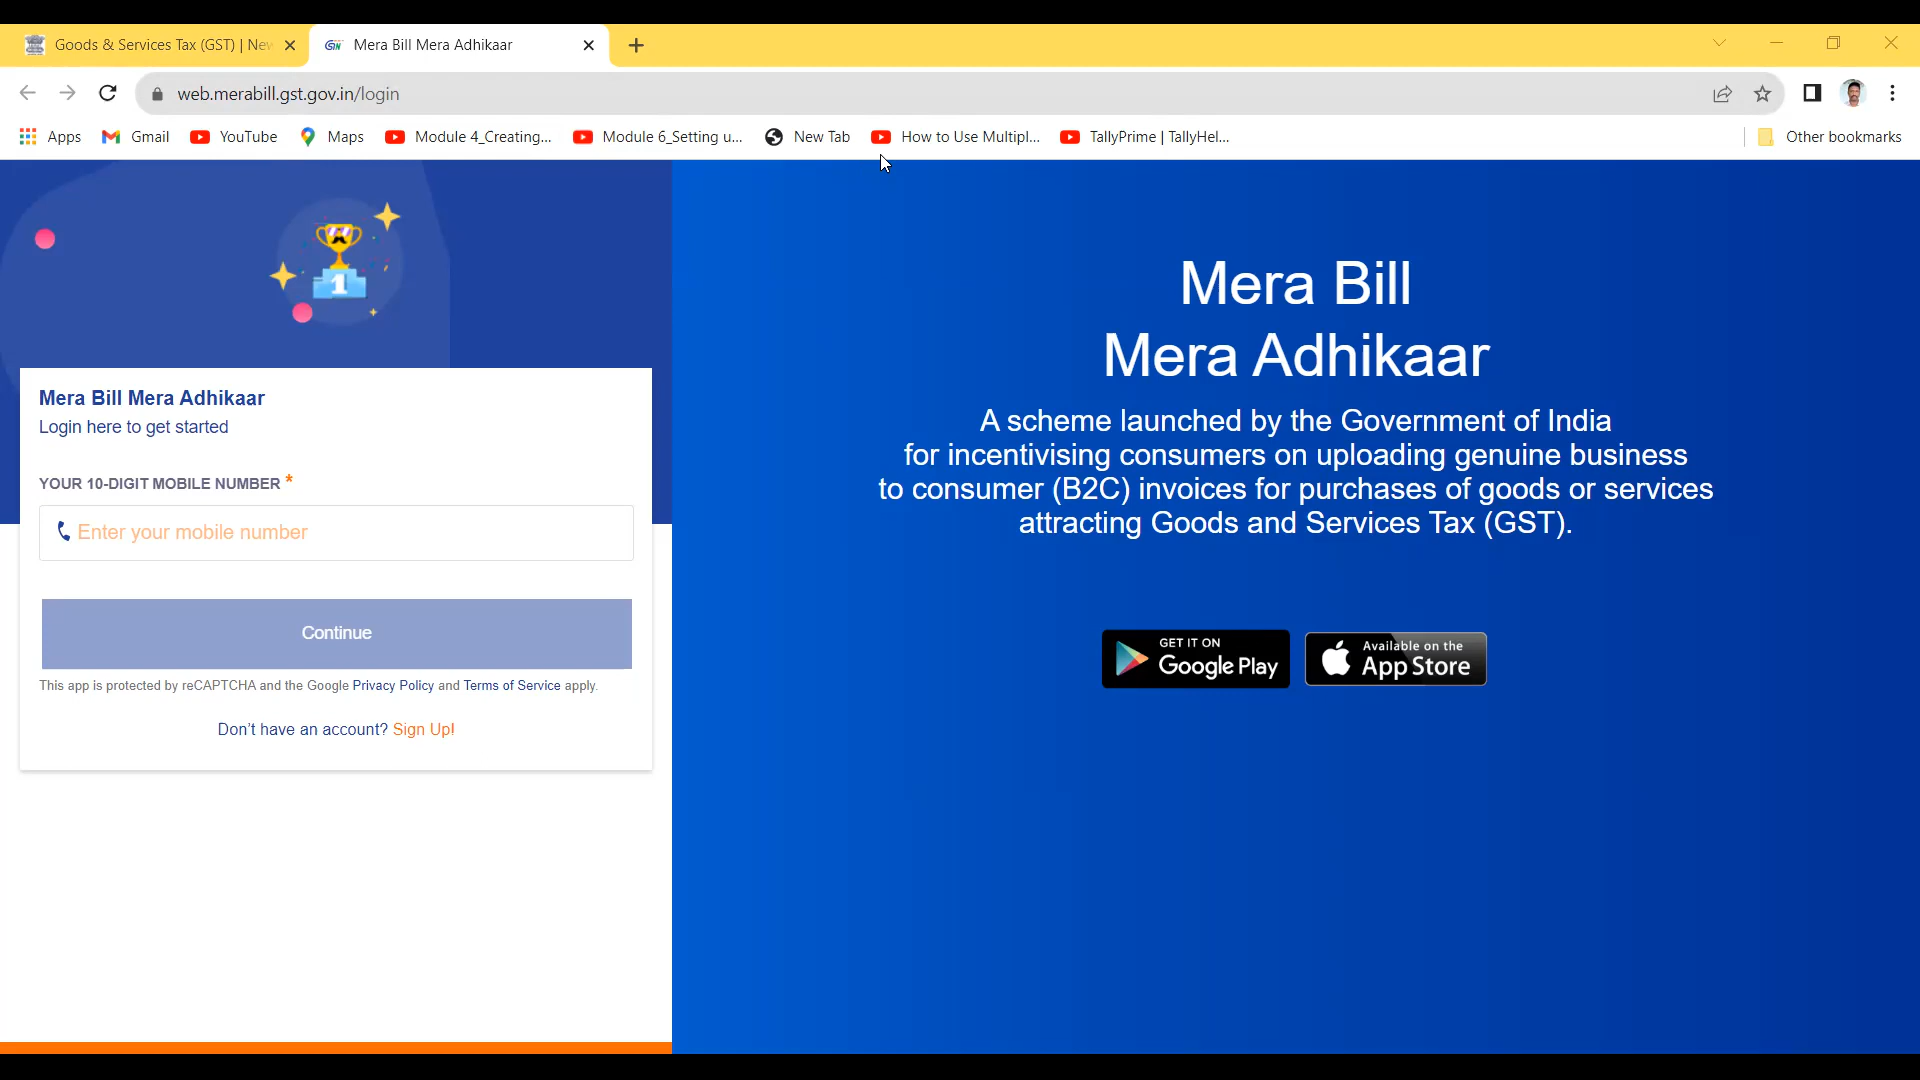 Goods & Services Tax (GST) | New
Mera Bill Mera Adhikaar
web.merabill.gst.gov.in/login
Apps
Gmail
YouTube
Maps
Module 4_Creating...
Module 6_Setting u...
New Tab
How to Use Multipl...
TallyPrime | TallyHel...
Other bookmarks
1
Mera Bill Mera Adhikaar
Login here to get started
YOUR 10-DIGIT MOBILE NUMBER *
Enter your mobile number
Continue
This app is protected by reCAPTCHA and the Google Privacy Policy and Terms of Service apply.
Don't have an account? Sign Up!
Mera Bill
Mera Adhikaar
A scheme launched by the Government of India
for incentivising consumers on uploading genuine business
to consumer (B2C) invoices for purchases of goods or services
attracting Goods and Services Tax (GST).
GET IT ON
Google Play
Available on the
App Store